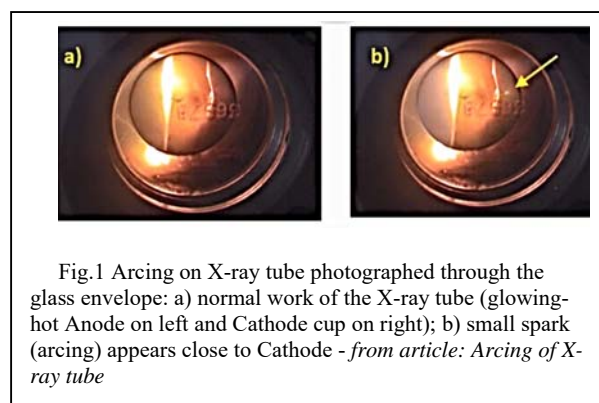 a)
b)
Fig.1 Arcing on X-ray tube photographed through the
glass envelope: a) normal work of the X-ray tube (glowing-
hot Anode on left and Cathode cup on right); b) small spark
(arcing) appears close to Cathode - from article: Arcing of X-
ray tube